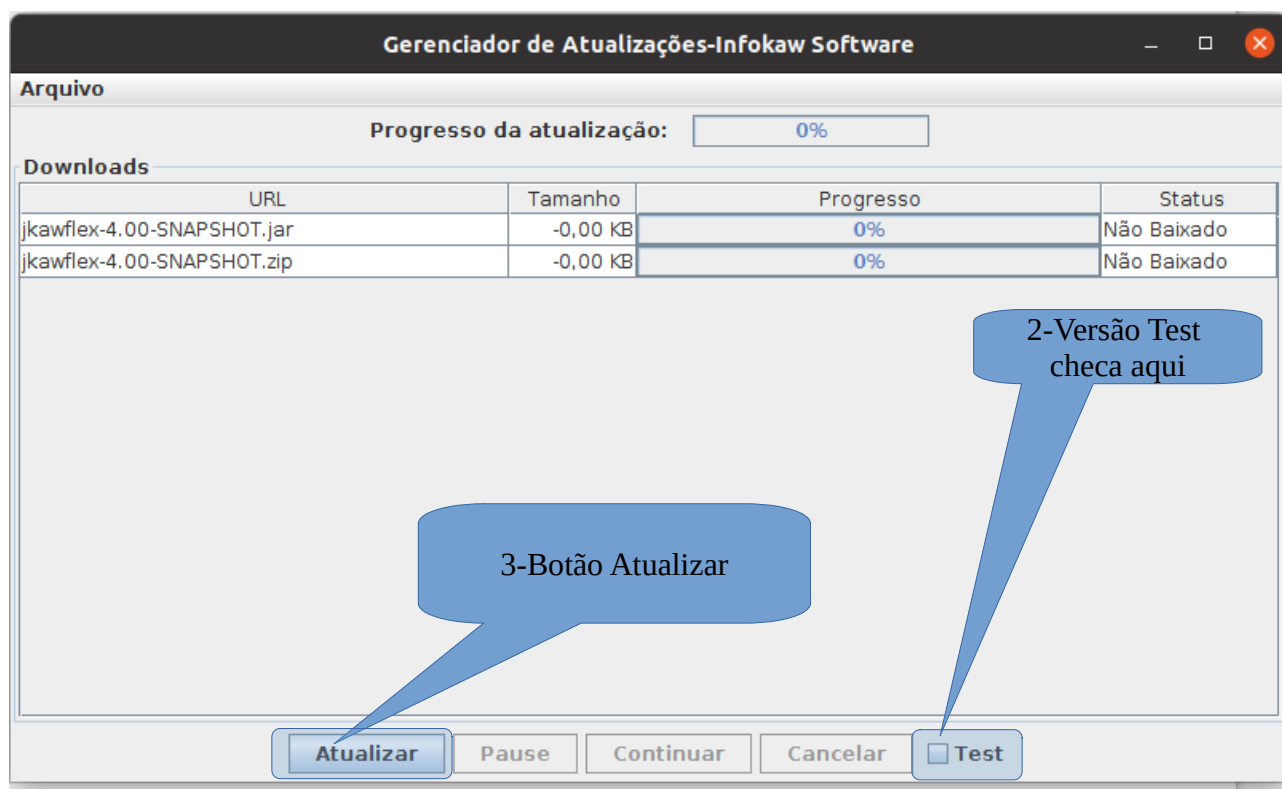 Gerenciador de Atualizações-Infokaw Software
Arquivo
Progresso da atualização: 0%
Downloads
URL Tamanho Progresso Status
jkawflex-4.00-SNAPSHOT.jar -0,00 KB 0% Não Baixado
jkawflex-4.00-SNAPSHOT.zip -0,00 KB 0% Não Baixado
2-Versão Test
checa aqui
3-Botão Atualizar
Atualizar Pause Continuar Cancelar Test